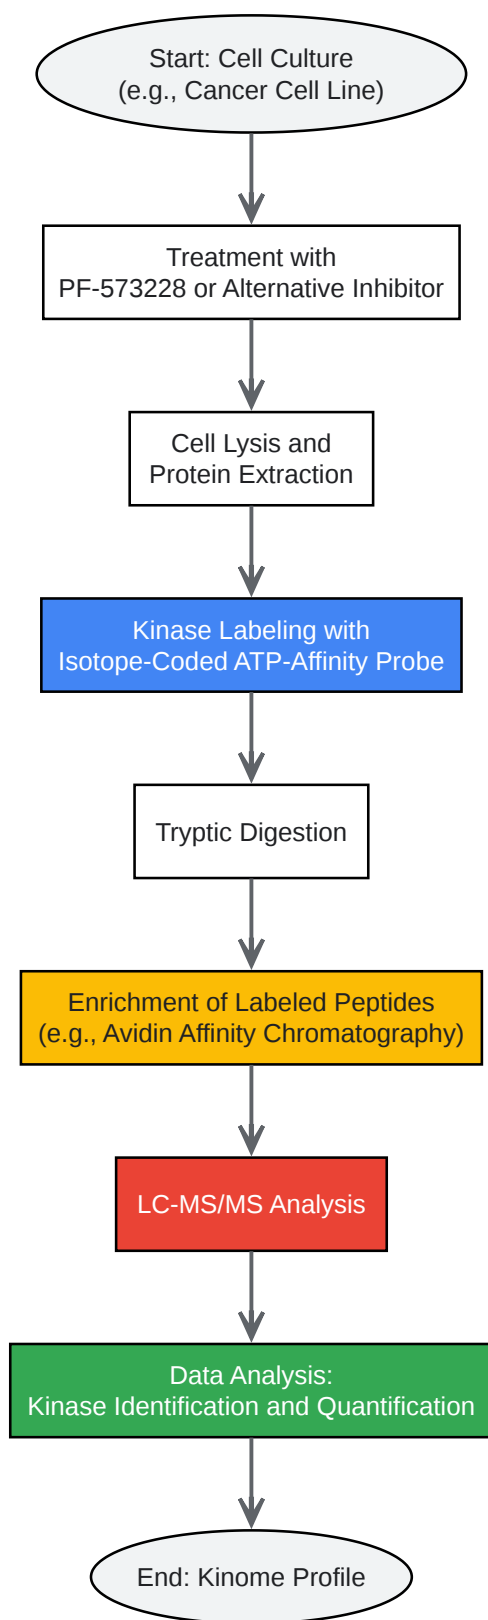 Start: Cell Culture
(e.g., Cancer Cell Line)
Treatment with
PF-573228 or Alternative Inhibitor
Cell Lysis and
Protein Extraction
Kinase Labeling with
Isotope-Coded ATP-Affinity Probe
Tryptic Digestion
Enrichment of Labeled Peptides
(e.g., Avidin Affinity Chromatography)
LC-MS/MS Analysis
Data Analysis:
Kinase Identification and Quantification
End: Kinome Profile